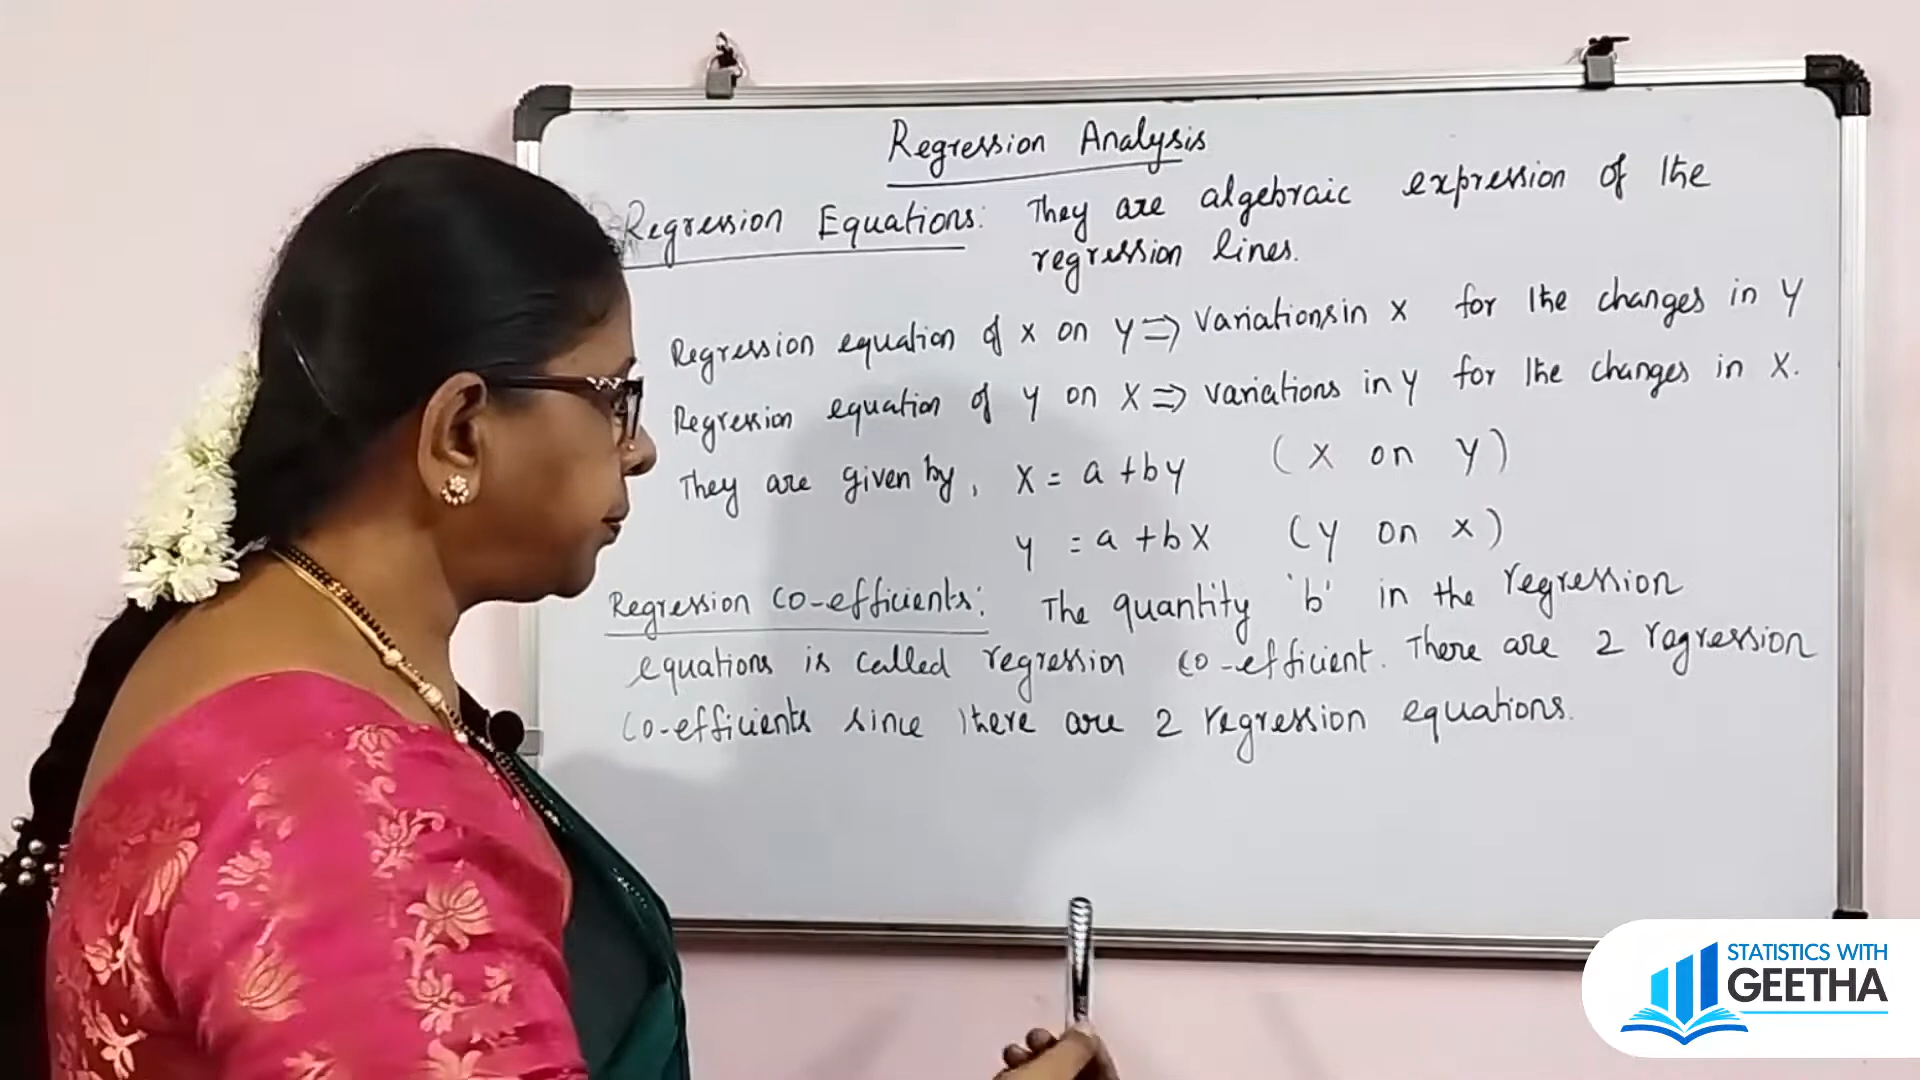 Regression Analysis
Regression Equations: They are algebraic expression of the
regression lines.
Regression equation of X on Y ⇒ variations in X for the changes in Y
Regression equation of Y on X ⇒ variations in Y for the changes in X.
They are given by, X = a + bY (X on Y)
Y = a + bX (Y on X)
Regression co-efficients: The quantity 'b' in the regression
equations is called regression co-efficient. There are 2 ragression
co-efficients since there are 2 regression equations.
STATISTICS WITH
GEETHA